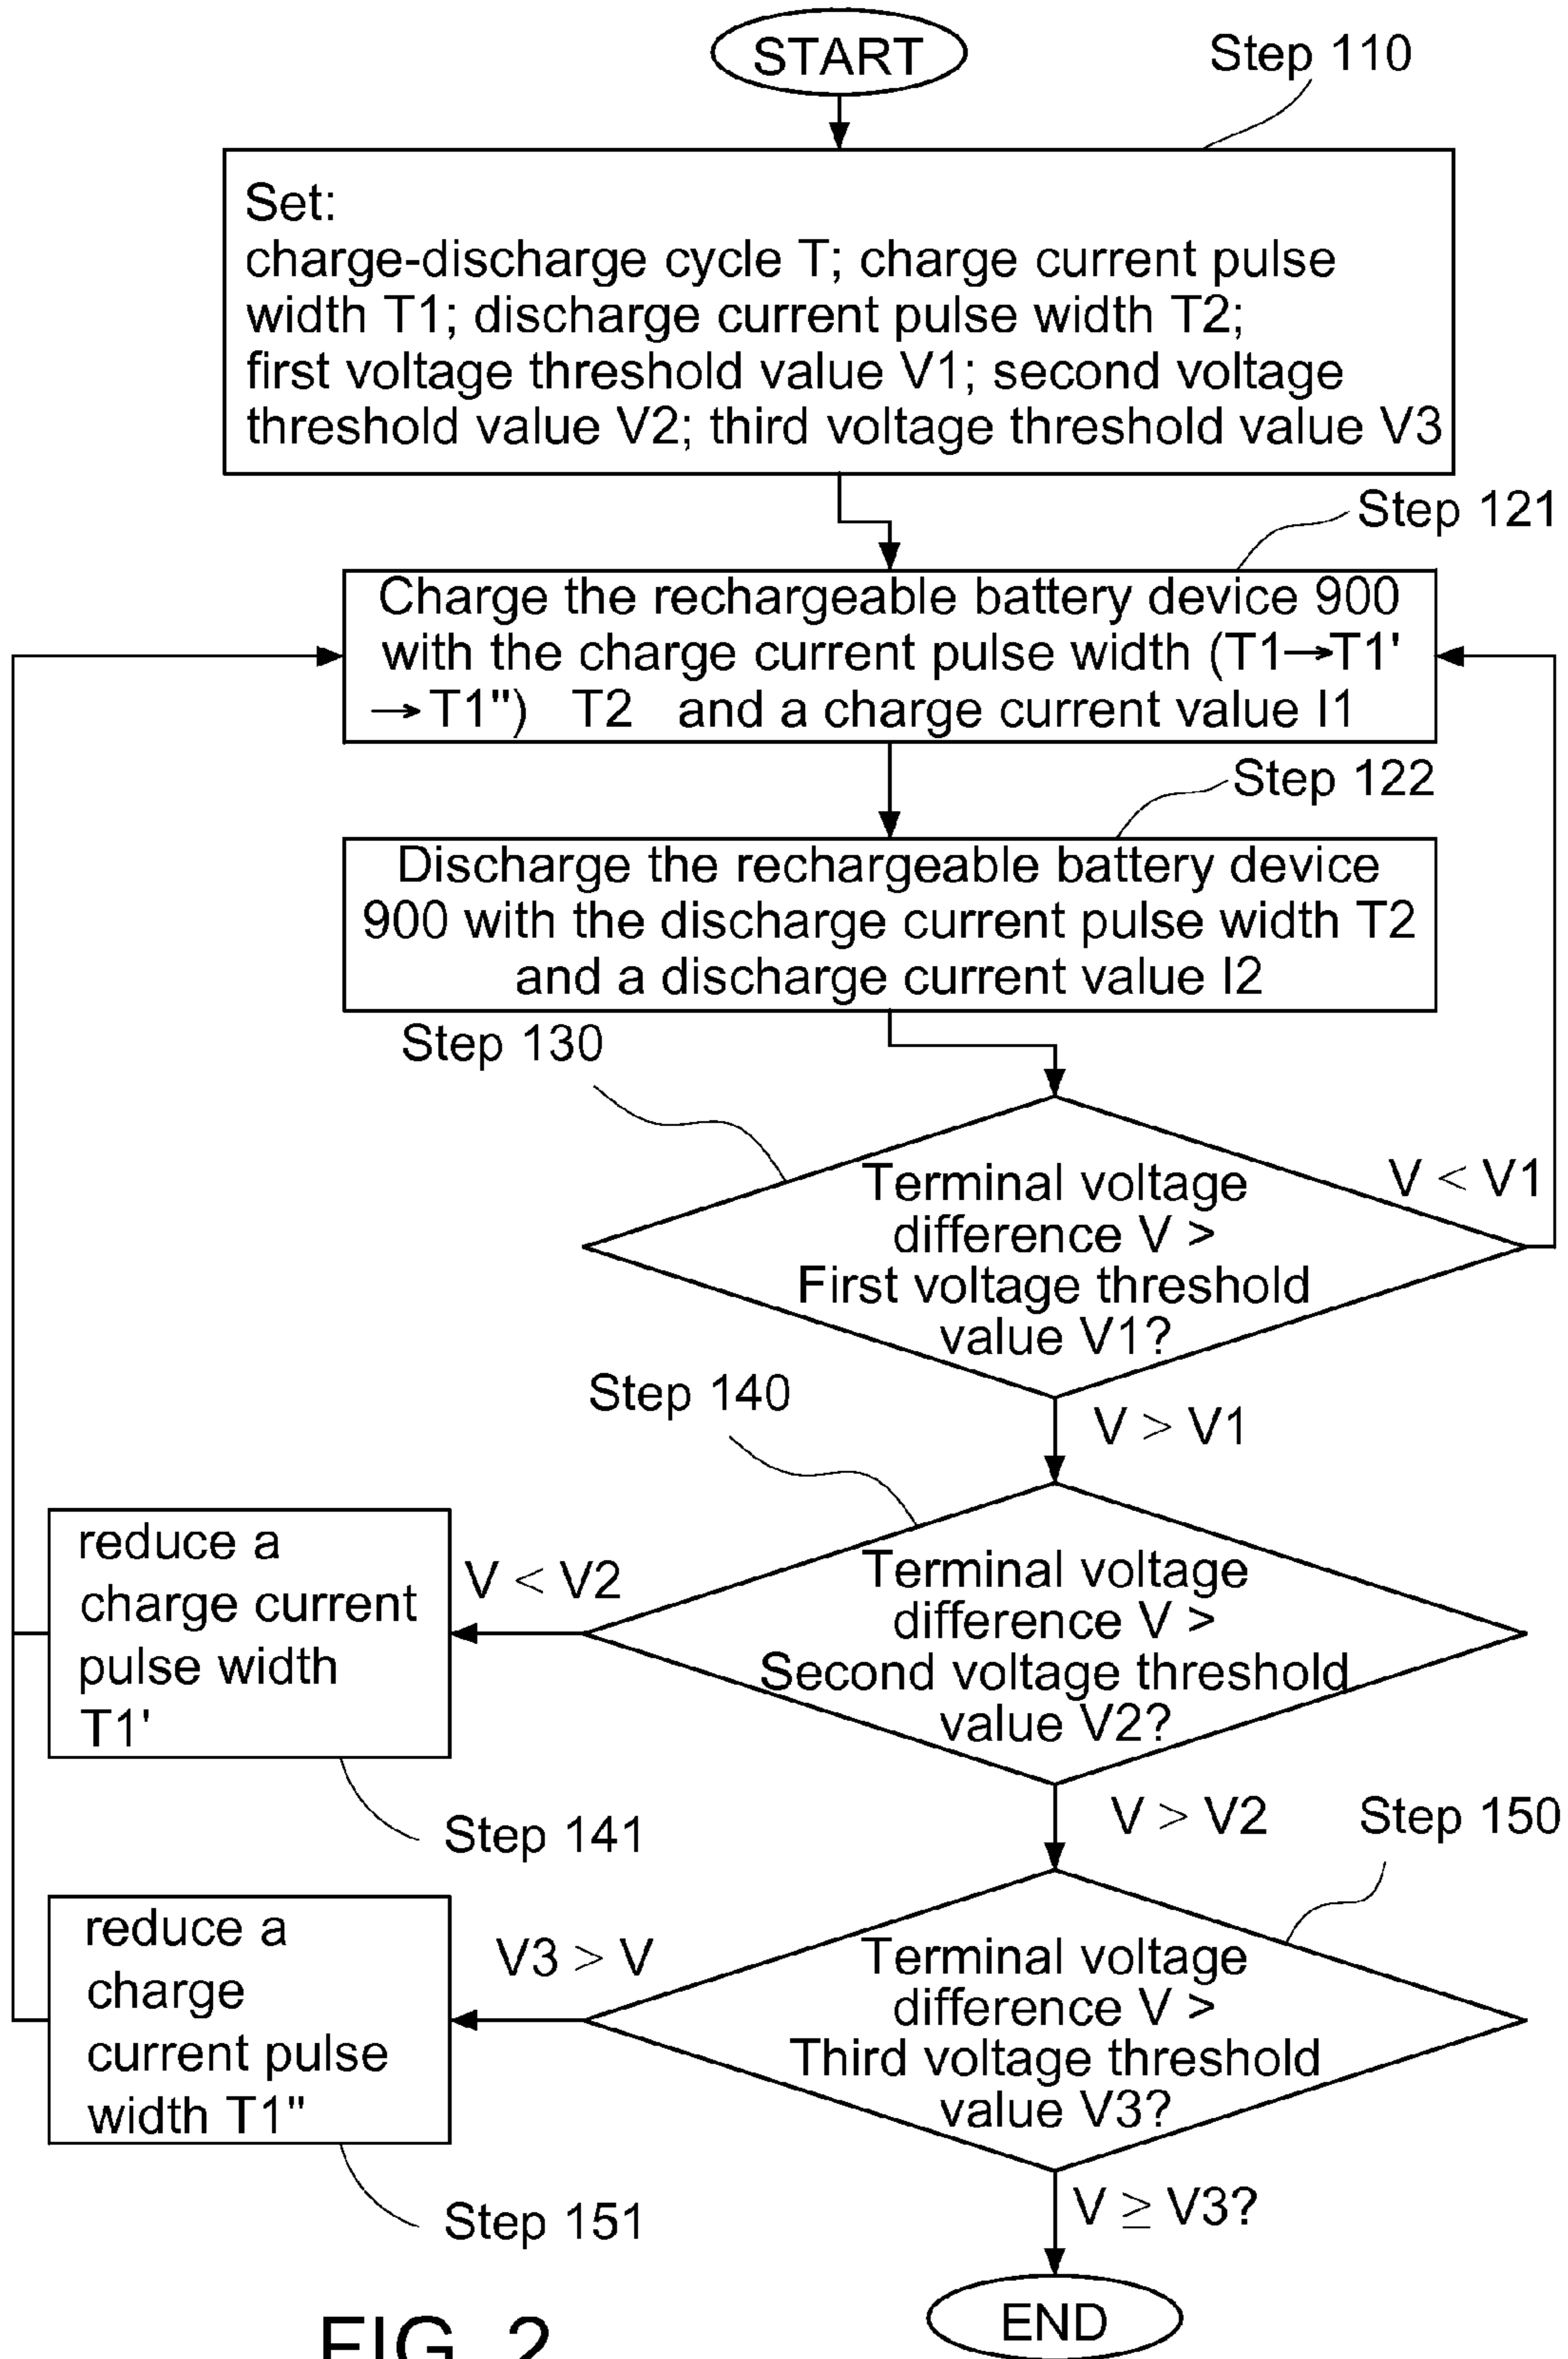 START
Step 110
Set:
charge-discharge cycle T; charge current pulse
width T1; discharge current pulse width T2;
first voltage threshold value V1; second voltage
threshold value V2; third voltage threshold value V3
Step 121
Charge the rechargeable battery device 900
with the charge current pulse width (T1→T1'
→T1") T2 and a charge current value I1
Step 122
Discharge the rechargeable battery device
900 with the discharge current pulse width T2
and a discharge current value I2
Step 130
Terminal voltage
difference V >
First voltage threshold
value V1?
V < V1
V > V1
Step 140
Terminal voltage
difference V >
Second voltage threshold
value V2?
V < V2
reduce a
charge current
pulse width
T1'
Step 141
V > V2
Step 150
Terminal voltage
difference V >
Third voltage threshold
value V3?
V3 > V
reduce a
charge
current pulse
width T1"
Step 151
V ≥ V3?
END
FIG. 2